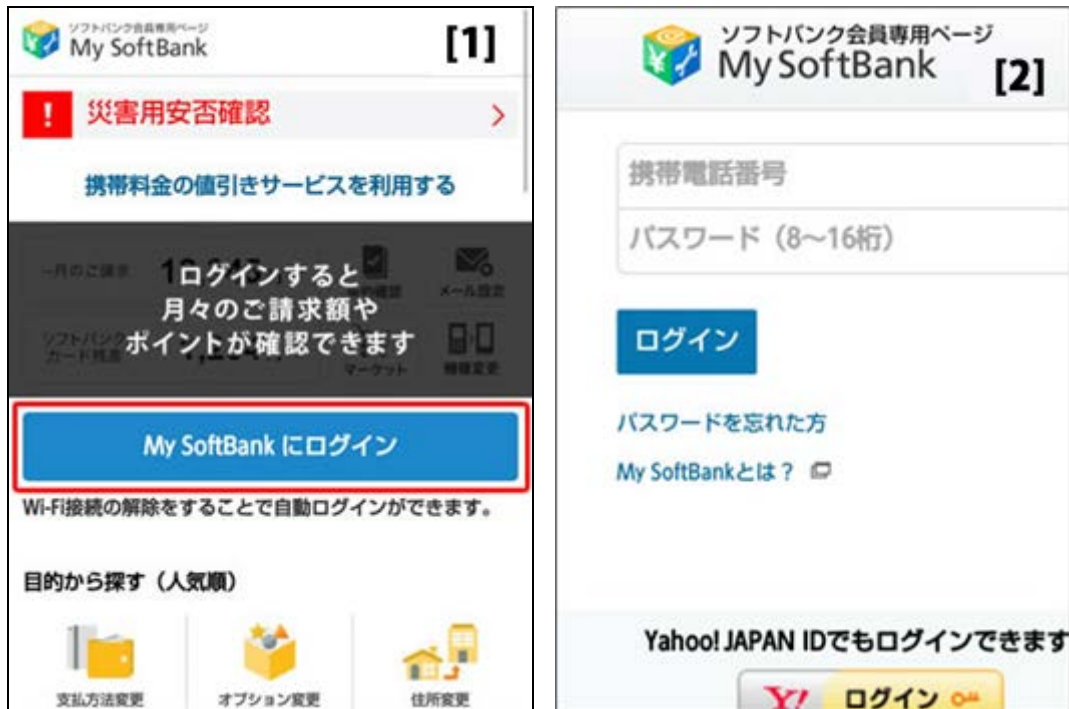 ソフトバンク会員専用ページ
My SoftBank
[1]
!
災害用安否確認
携帯料金の値引きサービスを利用する
ログインすると
月々のご請求額や
ポイントが確認できます
メール設定
マーケット
機種変更
My SoftBank にログイン
Wi-Fi接続の解除をすることで自動ログインができます。
目的から探す（人気順）
支払方法変更
オプション変更
住所変更
ソフトバンク会員専用ページ
My SoftBank
[2]
携帯電話番号
パスワード（8～16桁）
ログイン
パスワードを忘れた方
My SoftBankとは？
Yahoo! JAPAN IDでもログインできます
Y! ログイン